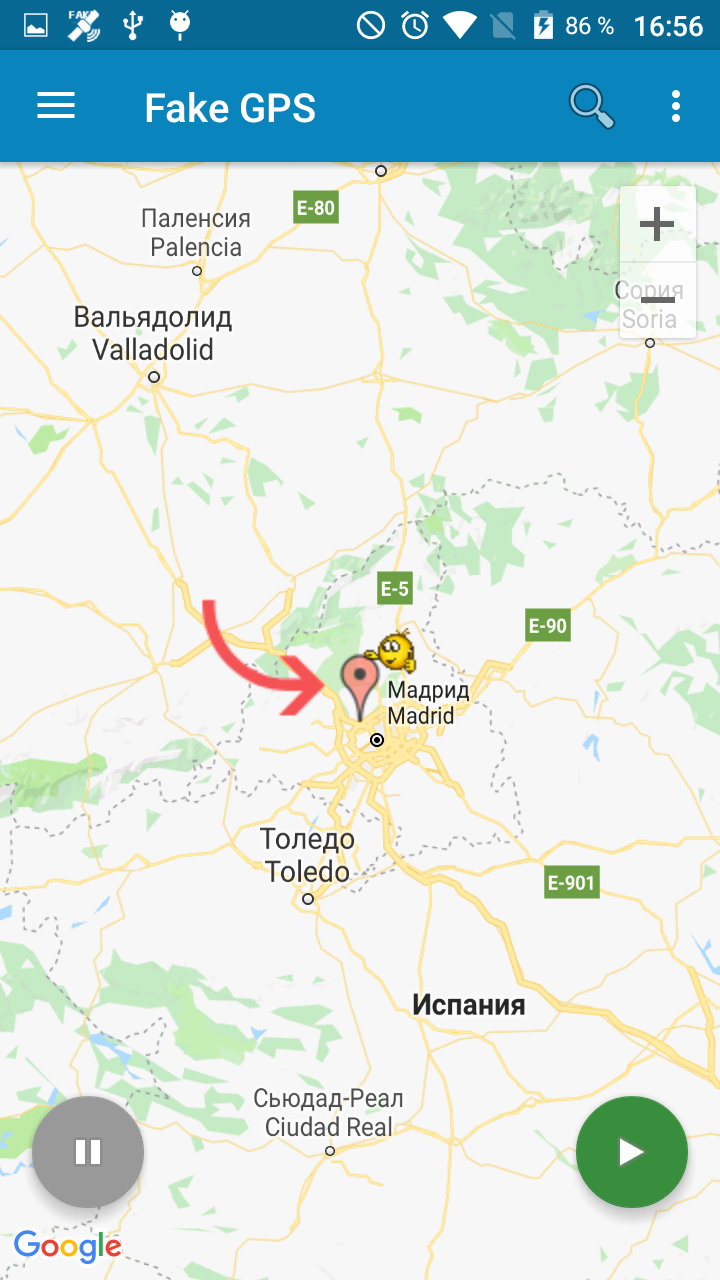 FAKE
86 %
16:56
Fake GPS
E-80
Паленсия
Palencia
Сория
Soria
Вальядолид
Valladolid
E-5
E-90
Мадрид
Madrid
Толедо
Toledo
E-901
Испания
Сьюдад-Реал
Ciudad Real
Google